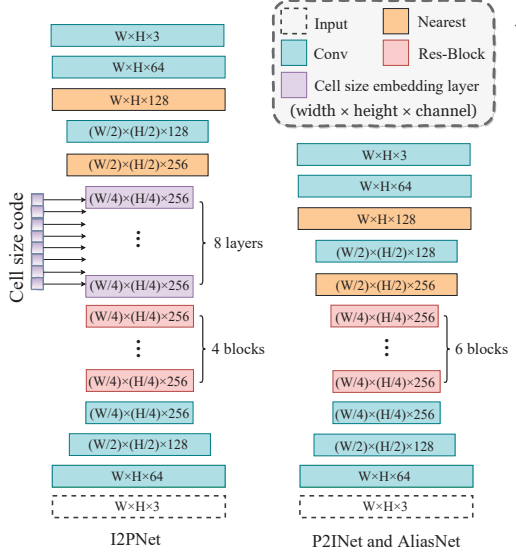 Input
Nearest
Conv
Res-Block
Cell size embedding layer
(width × height × channel)
W×H×3
W×H×64
W×H×128
(W/2)×(H/2)×128
(W/2)×(H/2)×256
(W/4)×(H/4)×256
8 layers
(W/4)×(H/4)×256
Cell size code
(W/4)×(H/4)×256
4 blocks
(W/4)×(H/4)×256
(W/4)×(H/4)×256
(W/2)×(H/2)×128
W×H×64
W×H×3
I2PNet
W×H×3
W×H×64
W×H×128
(W/2)×(H/2)×128
(W/2)×(H/2)×256
(W/4)×(H/4)×256
6 blocks
(W/4)×(H/4)×256
(W/4)×(H/4)×256
(W/2)×(H/2)×128
W×H×64
W×H×3
P2INet and AliasNet